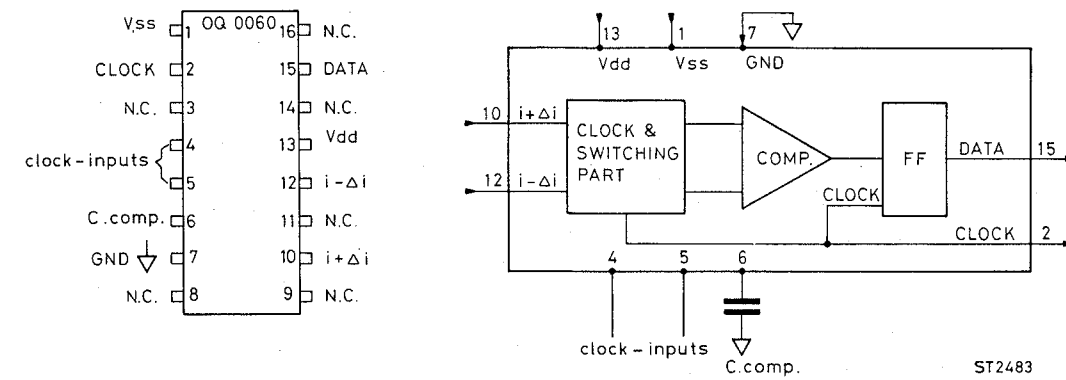 OQ 0060
V.ss 1 16 N.C.
CLOCK 2 15 DATA
N.C. 3 14 N.C.
4 13 Vdd
clock-inputs
5 12 i-Δi
C.comp. 6 11 N.C.
GND 7 10 i+Δi
N.C. 8 9 N.C.
13 1 7
Vdd Vss GND
10 i+Δi
12 i-Δi
CLOCK &
SWITCHING
PART
COMP.
FF
DATA 15
CLOCK
CLOCK 2
4 5 6
clock-inputs
C.comp.
ST2483